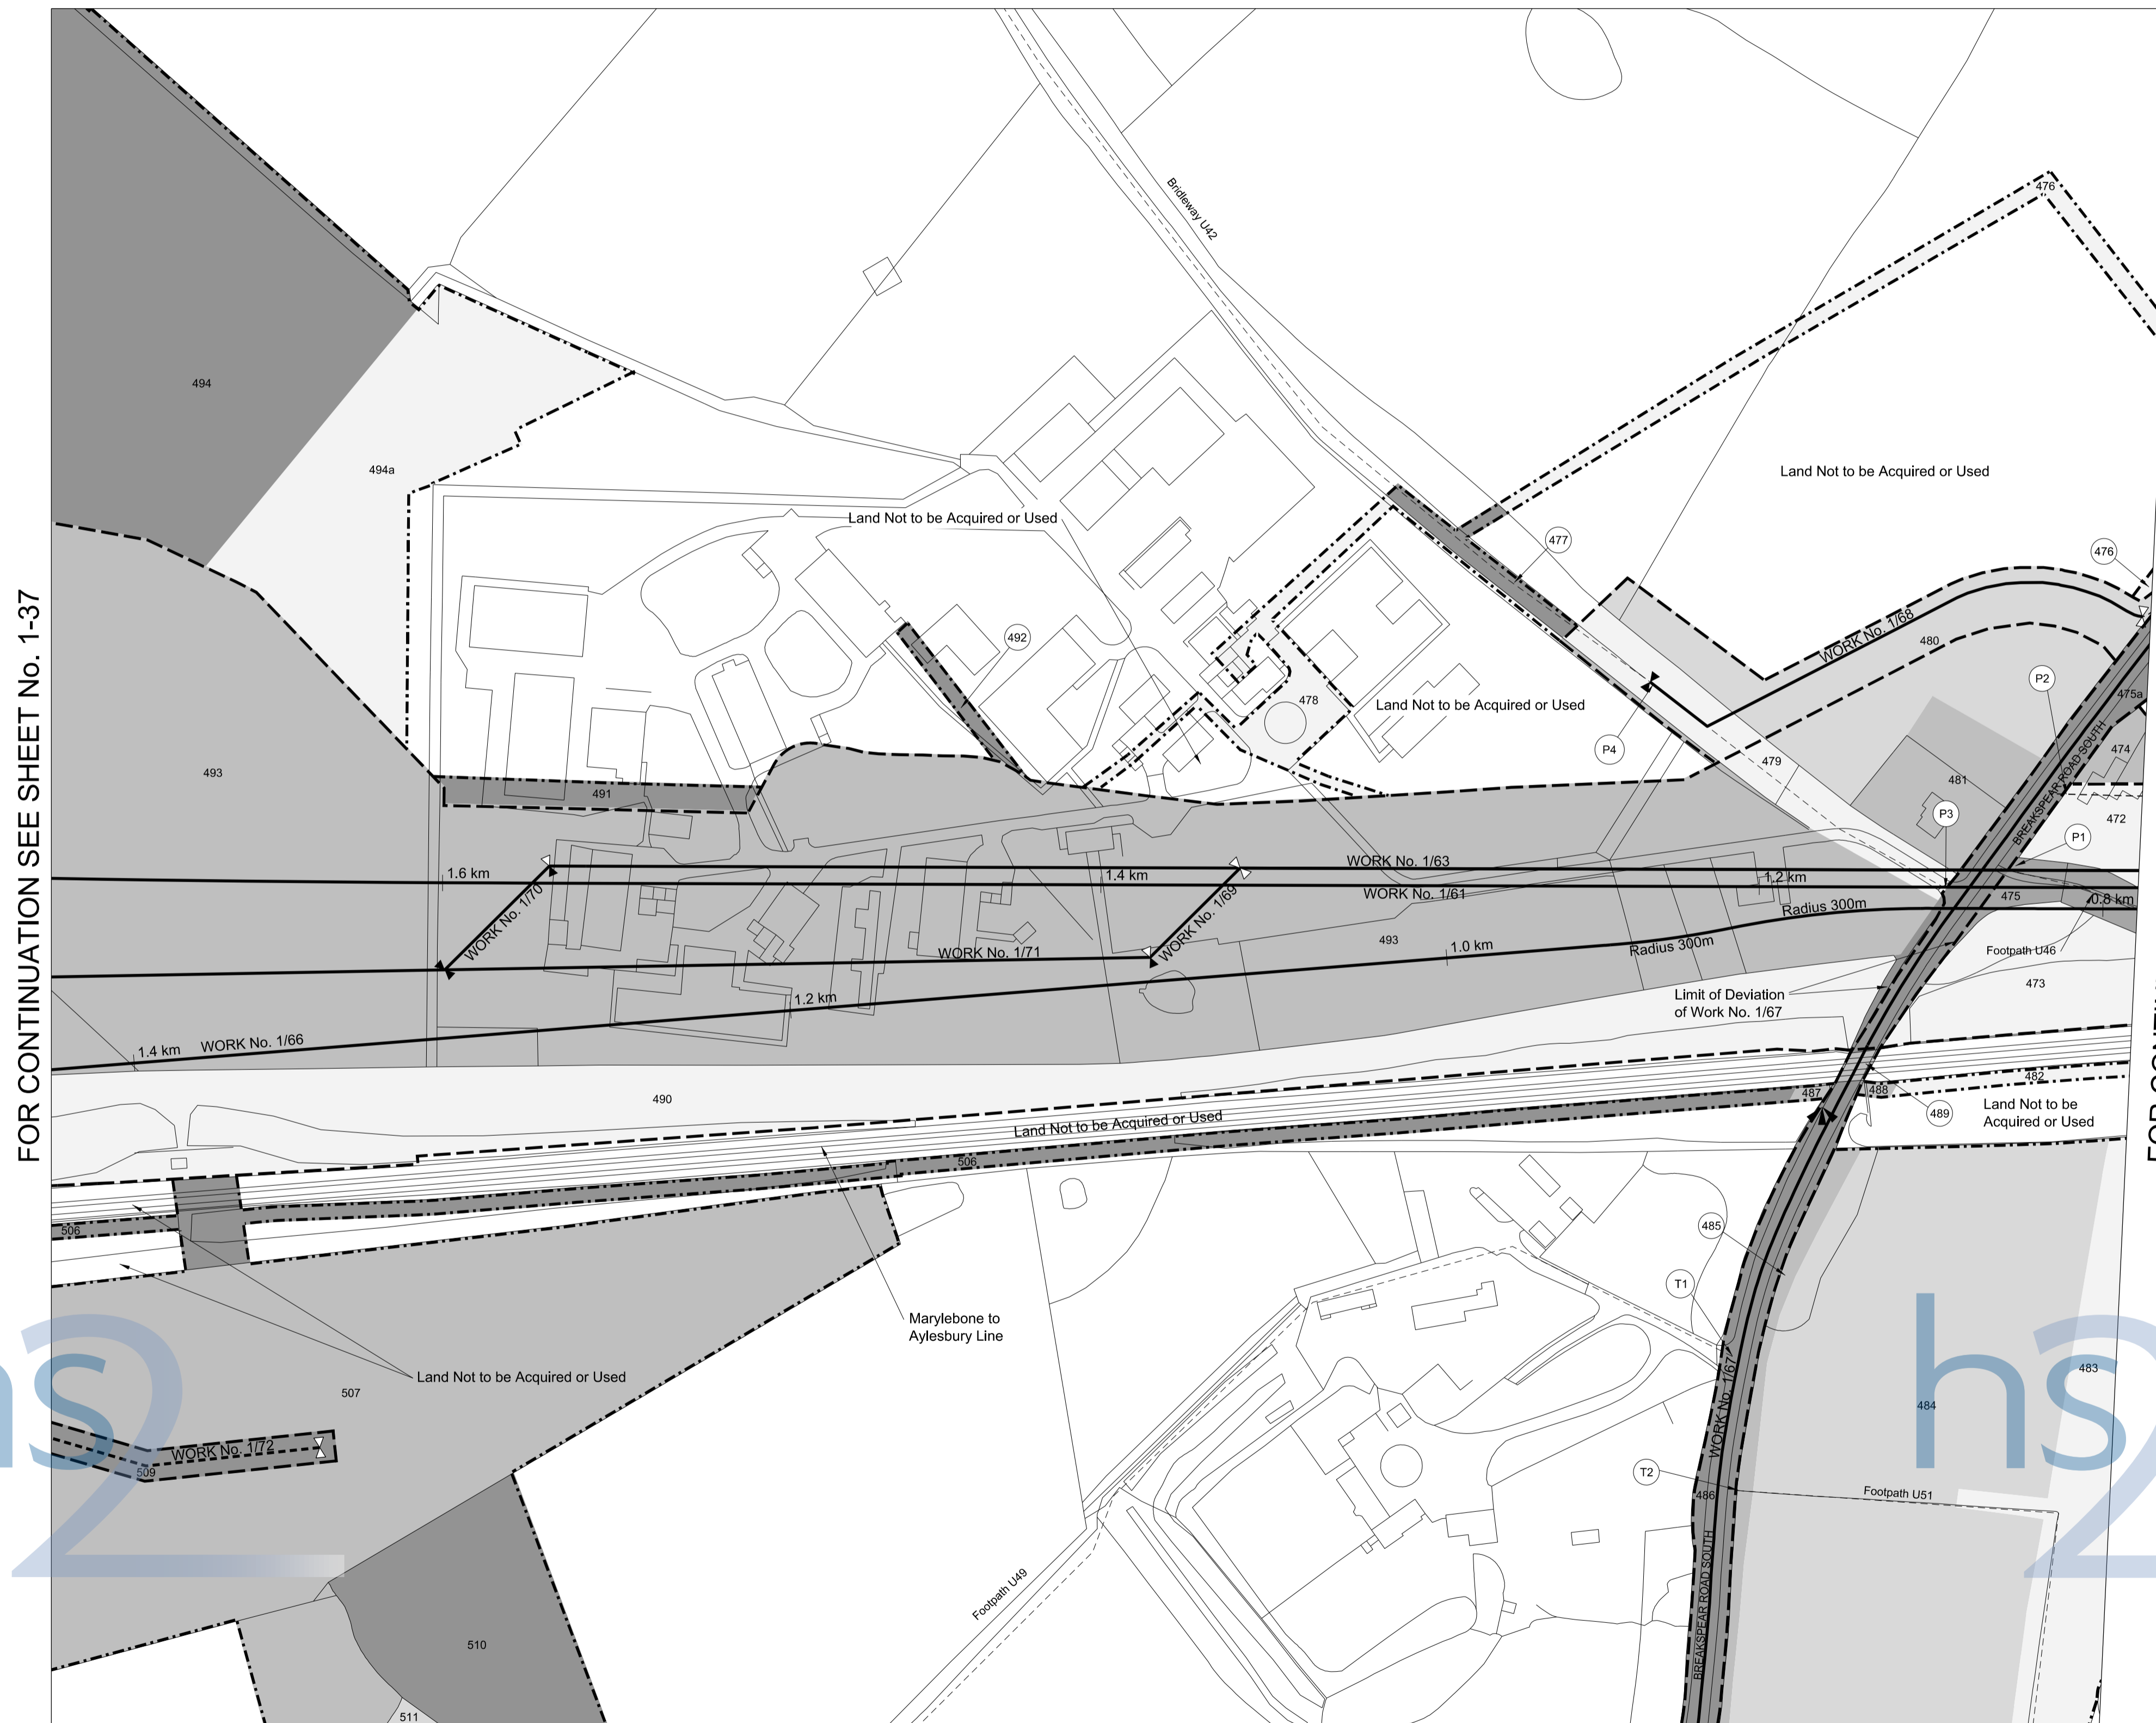 FOR CONTINUATION SEE SHEET No. 1-37
476
Bridleway U42
494
494a
Land Not to be Acquired or Used
Land Not to be Acquired or Used
477
476
492
WORK No. 1/68
480
P2
475a
478
Land Not to be Acquired or Used
P4
479
474
493
491
481
BREAKSPEAR ROAD SOUTH
P3
472
P1
WORK No. 1/63
1.6 km
1.4 km
1.2 km
WORK No. 1/61
475
0.8 km
WORK No. 1/70
WORK No. 1/69
Radius 300m
493
1.0 km
Radius 300m
WORK No. 1/71
Footpath U46
473
1.2 km
Limit of Deviation
of Work No. 1/67
1.4 km
WORK No. 1/66
490
482
487
488
489
Land Not to be
Acquired or Used
Land Not to be Acquired or Used
506
506
485
T1
Marylebone to
Aylesbury Line
Land Not to be Acquired or Used
507
483
484
WORK No. 1/67
WORK No. 1/72
509
T2
486
Footpath U51
BREAKSPEAR ROAD SOUTH
Footpath U49
510
511
hs2
hs2